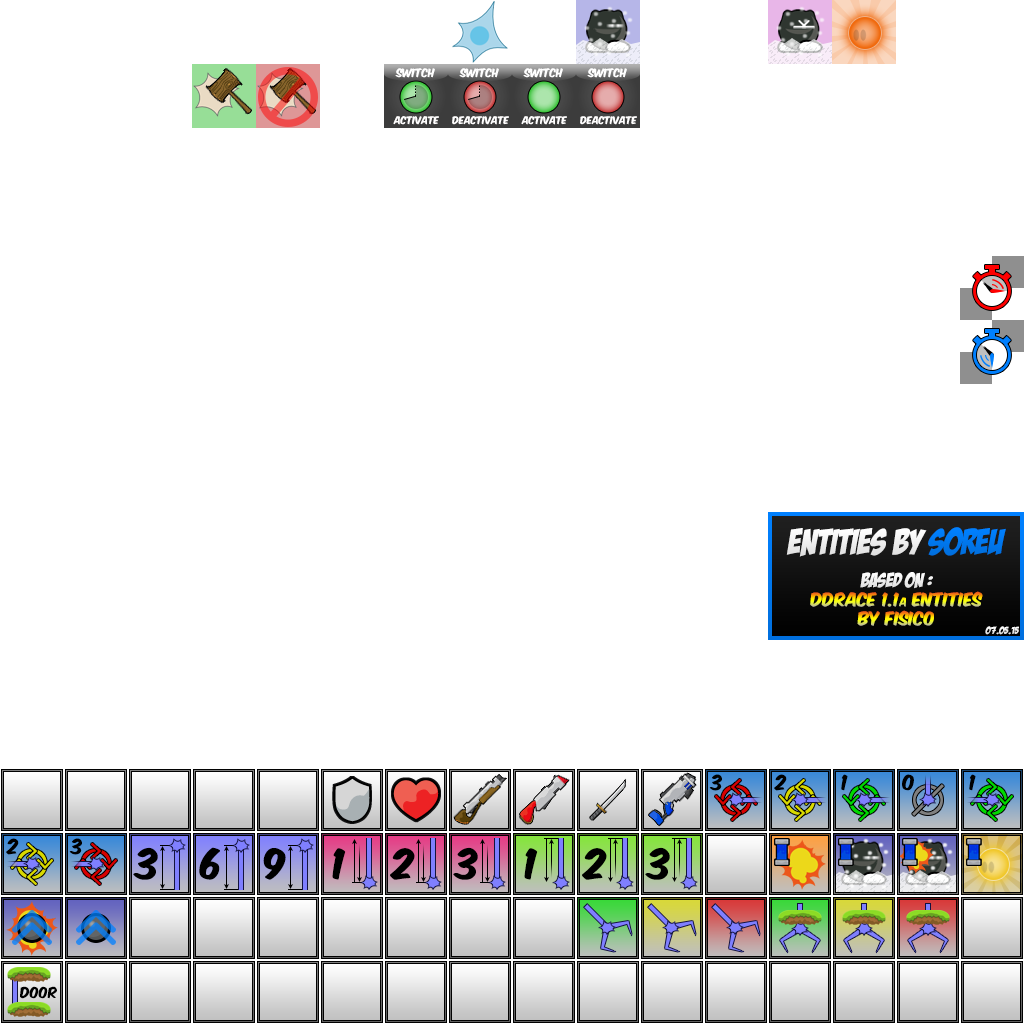 SWITCH SWITCH SWITCH SWITCH
ACTIVATE DEACTIVATE ACTIVATE DEACTIVATE
ENTITIES BY SOREU
BASED ON :
DDRACE 1.1A ENTITIES
BY FISICO
07.05.15
3 2 1 0 1
2 3 3 6 9 1 2 3 1 2 3
DOOR